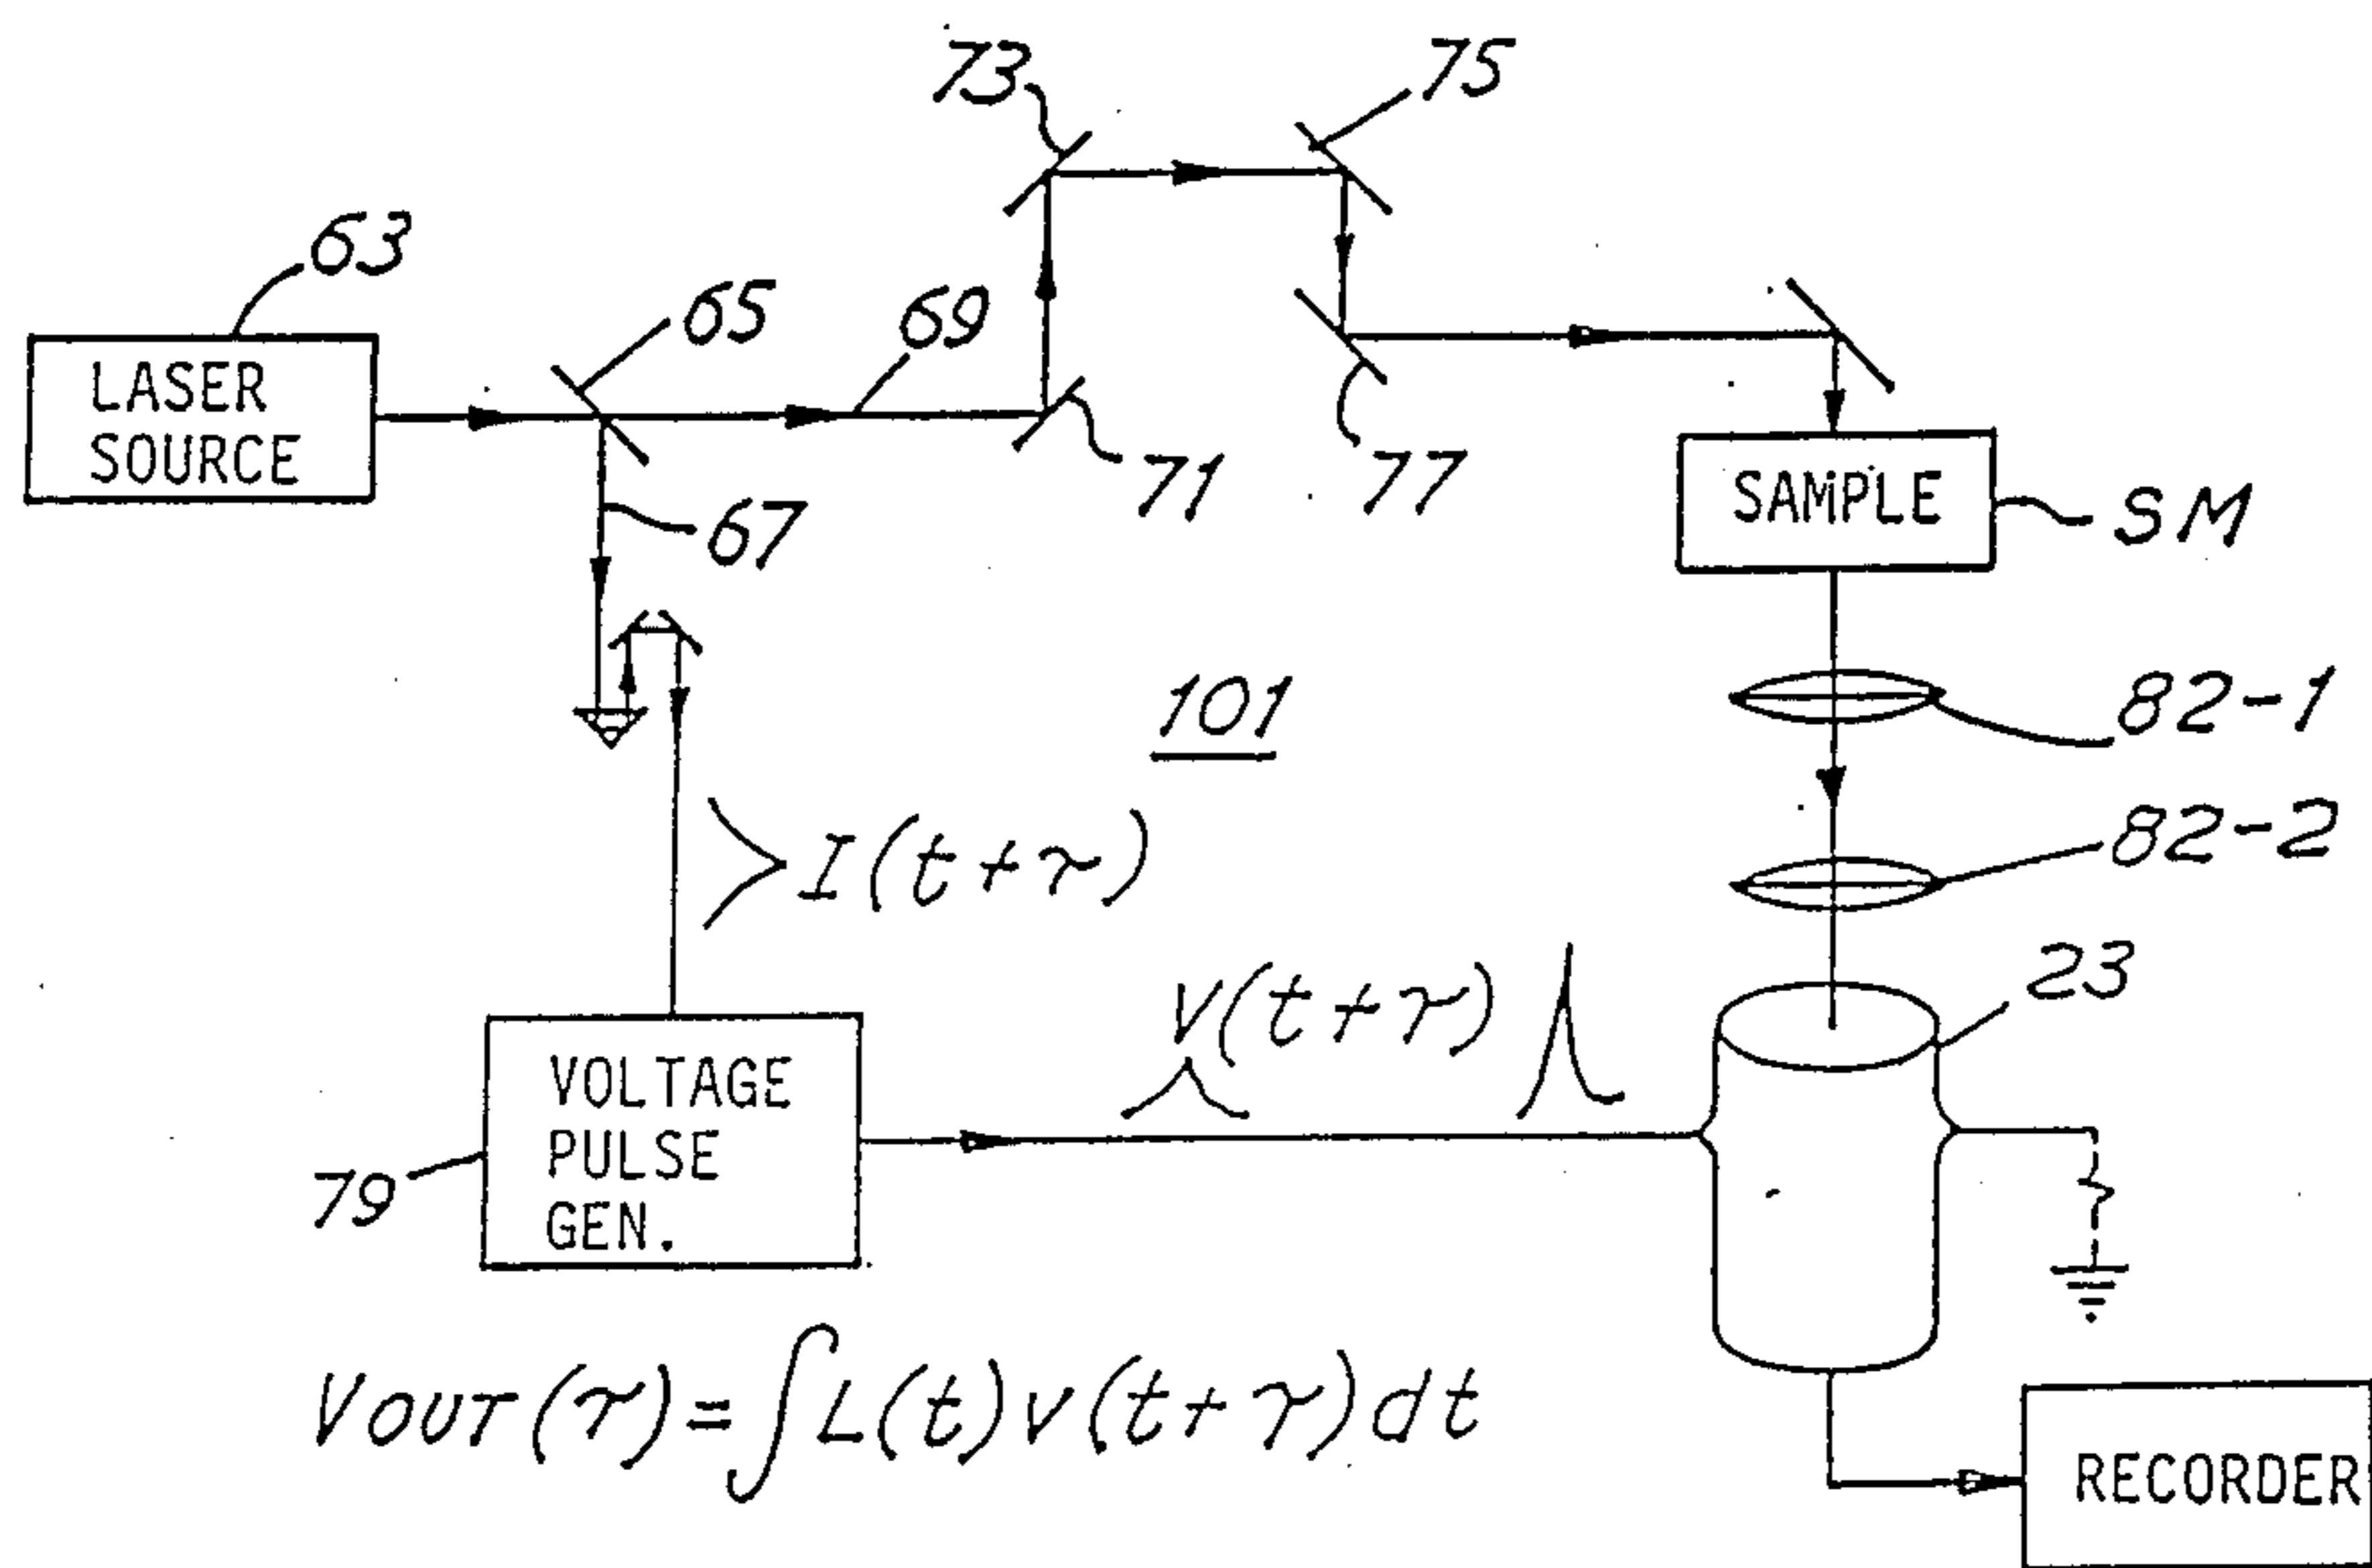 73
75
63
65
69
LASER
SOURCE
71
77
SAMPLE
SM
67
101
82-1
I(t+τ)
82-2
V(t+τ)
23
VOLTAGE
PULSE
GEN.
79
VOUT(τ)=∫L(t)V(t+τ)dt
RECORDER